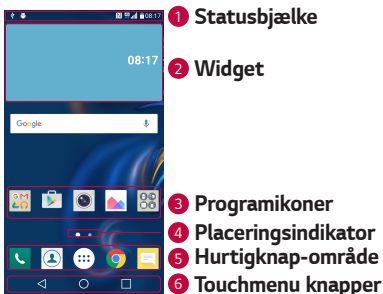 08:17
1 Statusbjælke
08:17
2 Widget
Google
3 Programikoner
4 Placeringsindikator
5 Hurtigknap-område
6 Touchmenu knapper